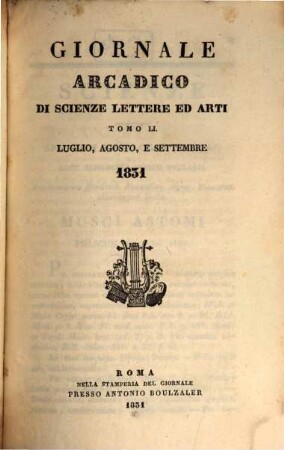 GIORNALE
ARCADICO
DI SCIENZE LETTERE ED ARTI
TOMO LI.
LUGLIO, AGOSTO, E SETTEMBRE
1831
ROMA
NELLA STAMPERIA DEL GIORNALE
PRESSO ANTONIO BOULZALER
1831